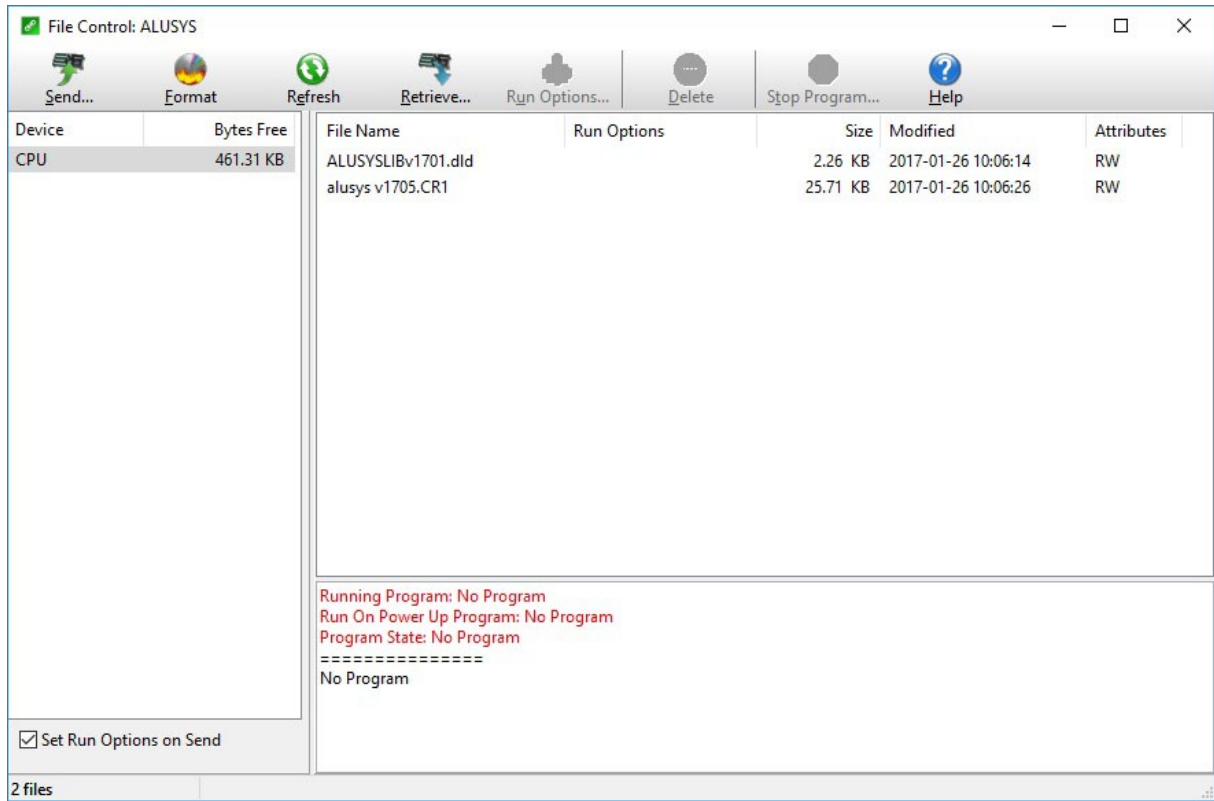 File Control: ALUSYS
Send... Format Refresh Retrieve... Run Options... Delete Stop Program... Help
Device Bytes Free
CPU 461.31 KB
File Name Run Options Size Modified Attributes
ALUSYSLIBv1701.dld 2.26 KB 2017-01-26 10:06:14 RW
alusys v1705.CR1 25.71 KB 2017-01-26 10:06:26 RW
Running Program: No Program
Run On Power Up Program: No Program
Program State: No Program
===============
No Program
Set Run Options on Send
2 files